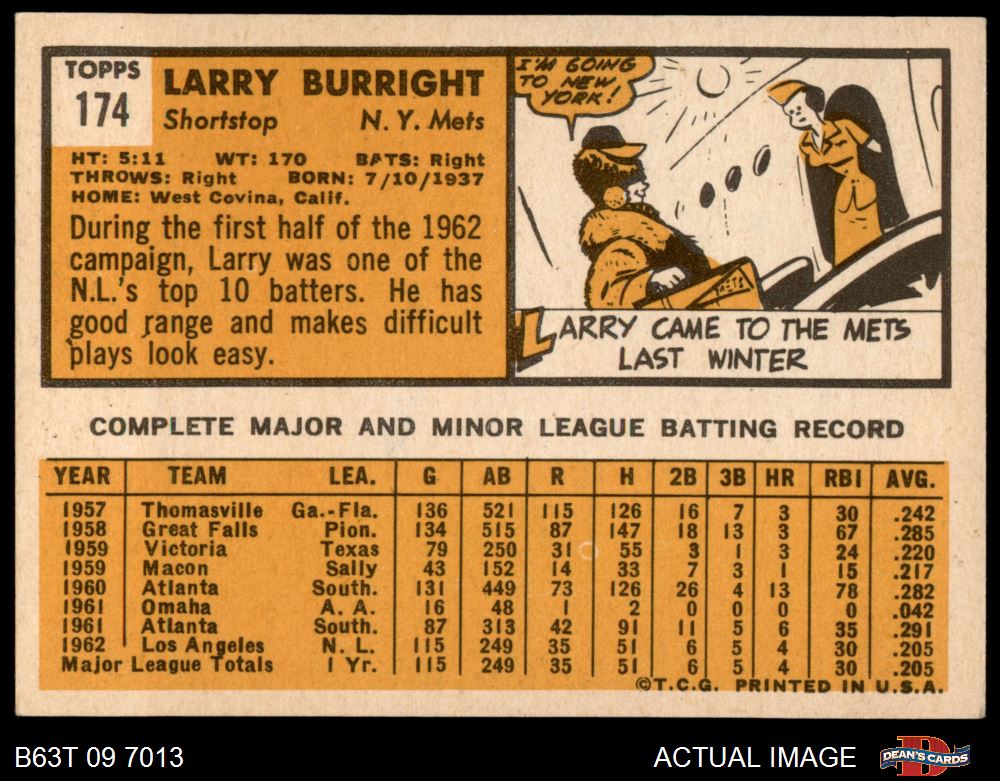 TOPPS
174
LARRY BURRIGHT
Shortstop N. Y. Mets
HT: 5:11 WT: 170 BATS: Right
THROWS: Right BORN: 7/10/1937
HOME: West Covina, Calif.
During the first half of the 1962
campaign, Larry was one of the
N.L.'s top 10 batters. He has
good range and makes difficult
plays look easy.
I'M GOING
TO NEW
YORK!
METS
LARRY CAME TO THE METS
LAST WINTER
COMPLETE MAJOR AND MINOR LEAGUE BATTING RECORD
YEAR TEAM LEA. G AB R H 2B 3B HR RBI AVG.
1957 Thomasville Ga.-Fla. 136 521 115 126 16 7 3 30 .242
1958 Great Falls Pion. 134 515 87 147 18 13 3 67 .285
1959 Victoria Texas 79 250 31 55 3 1 3 24 .220
1959 Macon Sally 43 152 14 33 7 3 1 15 .217
1960 Atlanta South. 131 449 73 126 26 4 13 78 .282
1961 Omaha A. A. 16 48 1 2 0 0 0 0 .042
1961 Atlanta South. 87 313 42 91 11 5 6 35 .291
1962 Los Angeles N. L. 115 249 35 51 6 5 4 30 .205
Major League Totals 1 Yr. 115 249 35 51 6 5 4 30 .205
©T.C.G. PRINTED IN U.S.A.
B63T 09 7013 ACTUAL IMAGE DEAN'S CARDS